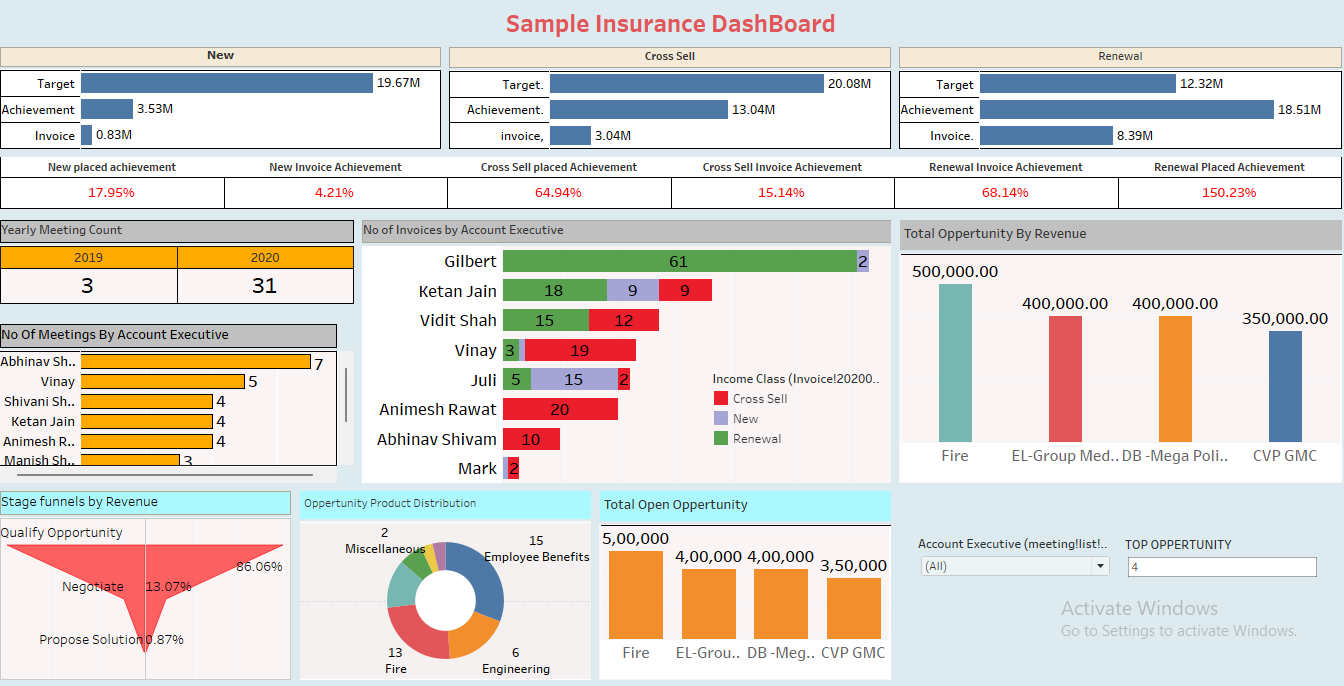 Sample Insurance DashBoard
New
Target 19.67M
Achievement 3.53M
Invoice 0.83M
Cross Sell
Target. 20.08M
Achievement. 13.04M
invoice, 3.04M
Renewal
Target 12.32M
Achievement 18.51M
Invoice. 8.39M
New placed achievement
17.95%
New Invoice Achievement
4.21%
Cross Sell placed Achievement
64.94%
Cross Sell Invoice Achievement
15.14%
Renewal Invoice Achievement
68.14%
Renewal Placed Achievement
150.23%
Yearly Meeting Count
2019 2020
3 31
No Of Meetings By Account Executive
Abhinav Sh.. 7
Vinay 5
Shivani Sh.. 4
Ketan Jain 4
Animesh R.. 4
Manish Sh.. 3
No of Invoices by Account Executive
Gilbert 61 2
Ketan Jain 18 9 9
Vidit Shah 15 12
Vinay 3 19
Juli 5 15 2
Animesh Rawat 20
Abhinav Shivam 10
Mark 2
Income Class (Invoice!20200..
Cross Sell
New
Renewal
Total Oppertunity By Revenue
500,000.00
400,000.00 400,000.00
350,000.00
Fire EL-Group Med.. DB -Mega Poli.. CVP GMC
Stage funnels by Revenue
Qualify Opportunity
86.06%
Negotiate 13.07%
Propose Solution 0.87%
Oppertunity Product Distribution
2
Miscellaneous
15
Employee Benefits
13
Fire
6
Engineering
Total Open Oppertunity
5,00,000
4,00,000 4,00,000
3,50,000
Fire EL-Grou.. DB -Meg.. CVP GMC
Account Executive (meeting!list!..
(All)
TOP OPPERTUNITY
4
Activate Windows
Go to Settings to activate Windows.